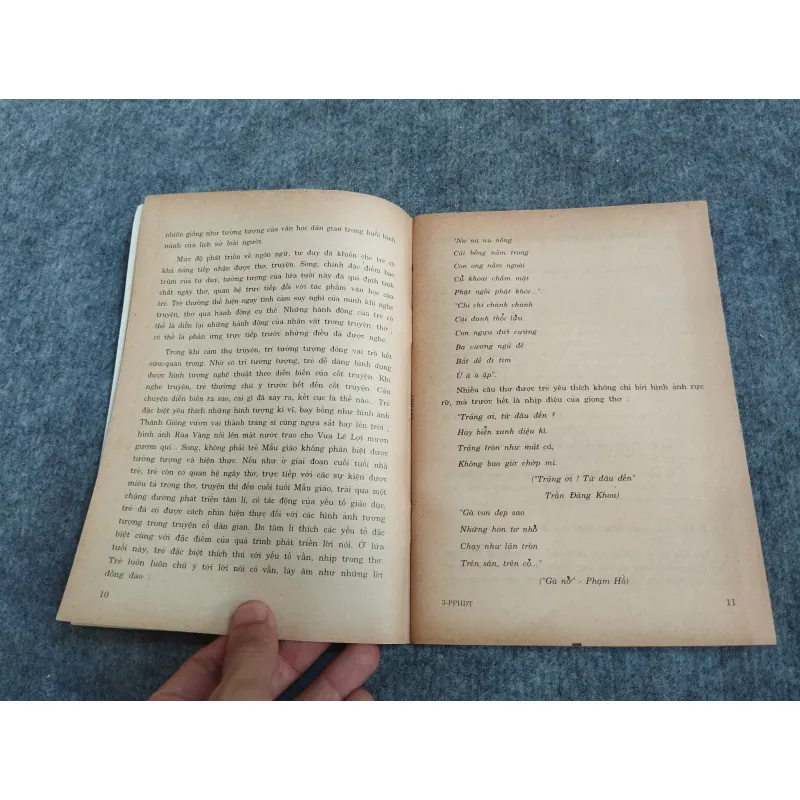 nhiên giống như tưởng tượng của văn học dân gian trong buổi bình
minh của lịch sử loài người.
Mức độ phát triển về ngôn ngữ, tư duy đã khiến cho trẻ có
khả năng tiếp nhận được thơ, truyện. Song, chính đặc điểm bao
trùm của tư duy, tưởng tượng của lứa tuổi này đã qui định tính
chất ngây thơ, quan hệ trực tiếp đối với tác phẩm văn học của
trẻ. Trẻ thường thể hiện ngay tình cảm suy nghĩ của mình khi nghe
truyện, thơ qua hành động cụ thể. Những hành động của trẻ có
thể là diễn lại những hành động của nhân vật trong truyện, thơ ;
có thể là phản ứng trực tiếp trước những điều đã được nghe.
Trong khi cảm thụ truyện, trí tưởng tượng đóng vai trò hết
sức quan trọng. Nhờ có trí tưởng tượng, trẻ dễ dàng hình dung
được hình tượng nghệ thuật theo diễn biến của cốt truyện. Khi
nghe truyện, trẻ thường chú ý trước hết đến cốt truyện. Câu
chuyện diễn biến ra sao, cái gì đã xảy ra, kết cục là thế nào... Trẻ
đặc biệt yêu thích những hình tượng kì vĩ, bay bổng như hình ảnh
Thánh Gióng vươn vai thành tráng sĩ cùng ngựa sắt bay lên trời ;
hình ảnh Rùa Vàng nổi lên mặt nước trao cho Vua Lê Lợi mượn
gươm quí... Song, không phải trẻ Mẫu giáo không phân biệt được
tưởng tượng và hiện thực. Nếu như ở giai đoạn cuối tuổi nhà
trẻ, trẻ còn có quan hệ ngây thơ, trực tiếp với các sự kiện được
miêu tả trong thơ, truyện thì đến cuối tuổi Mẫu giáo, trải qua một
chặng đường phát triển tâm lí, có tác động của yếu tố giáo dục,
trẻ đã có được cách nhìn hiện thực đối với các hình ảnh tưởng
tượng trong truyện cổ dân gian. Do tâm lí thích các yếu tố đặc
biệt cùng với đặc điểm của quá trình phát triển lời nói. Ở lứa
tuổi này, trẻ đặc biệt thích thú với yếu tố vần, nhịp trong thơ.
Trẻ luôn luôn chú ý tới lời nói có vần, láy âm như những lời
đồng dao :
10
"Nu na nu nống
Cái bống nằm trong
Con ong nằm ngoài
Củ khoai chấm mật
Phật ngồi phật khóc...";
"Chi chi chành chành
Cái đanh thổi lửa
Con ngựa dứt cương
Ba vương ngũ đế
Bắt dế đi tìm
Ù à ù ập".
Nhiều câu thơ được trẻ yêu thích không chỉ bởi hình ảnh rực
rỡ, mà trước hết là nhịp điệu của giọng thơ :
"Trăng ơi, từ đâu đến ?
Hay biển xanh diệu kì.
Trăng tròn như mắt cá,
Không bao giờ chớp mi.
("Trăng ơi ! Từ đâu đến"
Trần Đăng Khoa)
"Gà con đẹp sao
Những hòn tơ nhỏ
Chạy như lăn tròn
Trên sân, trên cỏ..."
("Gà nở" - Phạm Hổ)
3-PPHDT
11